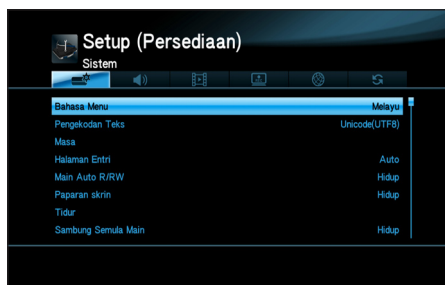 Setup (Persediaan)
Sistem
Bahasa Menu Melayu
Pengekodan Teks Unicode(UTF8)
Masa
Halaman Entri Auto
Main Auto R/RW Hidup
Paparan skrin Hidup
Tidur
Sambung Semula Main Hidup